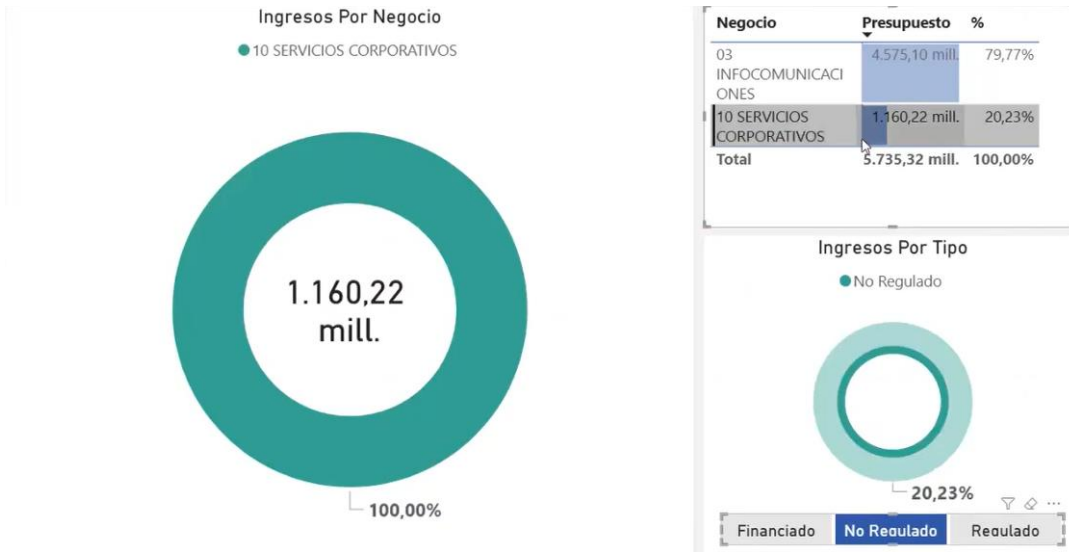 Ingresos Por Negocio
10 SERVICIOS CORPORATIVOS
1.160,22
mill.
100,00%
Negocio Presupuesto %
03 4.575,10 mill. 79,77%
INFOCOMUNICACI
ONES
10 SERVICIOS 1.160,22 mill. 20,23%
CORPORATIVOS
Total 5.735,32 mill. 100,00%
Ingresos Por Tipo
No Regulado
20,23%
Financiado No Regulado Regulado